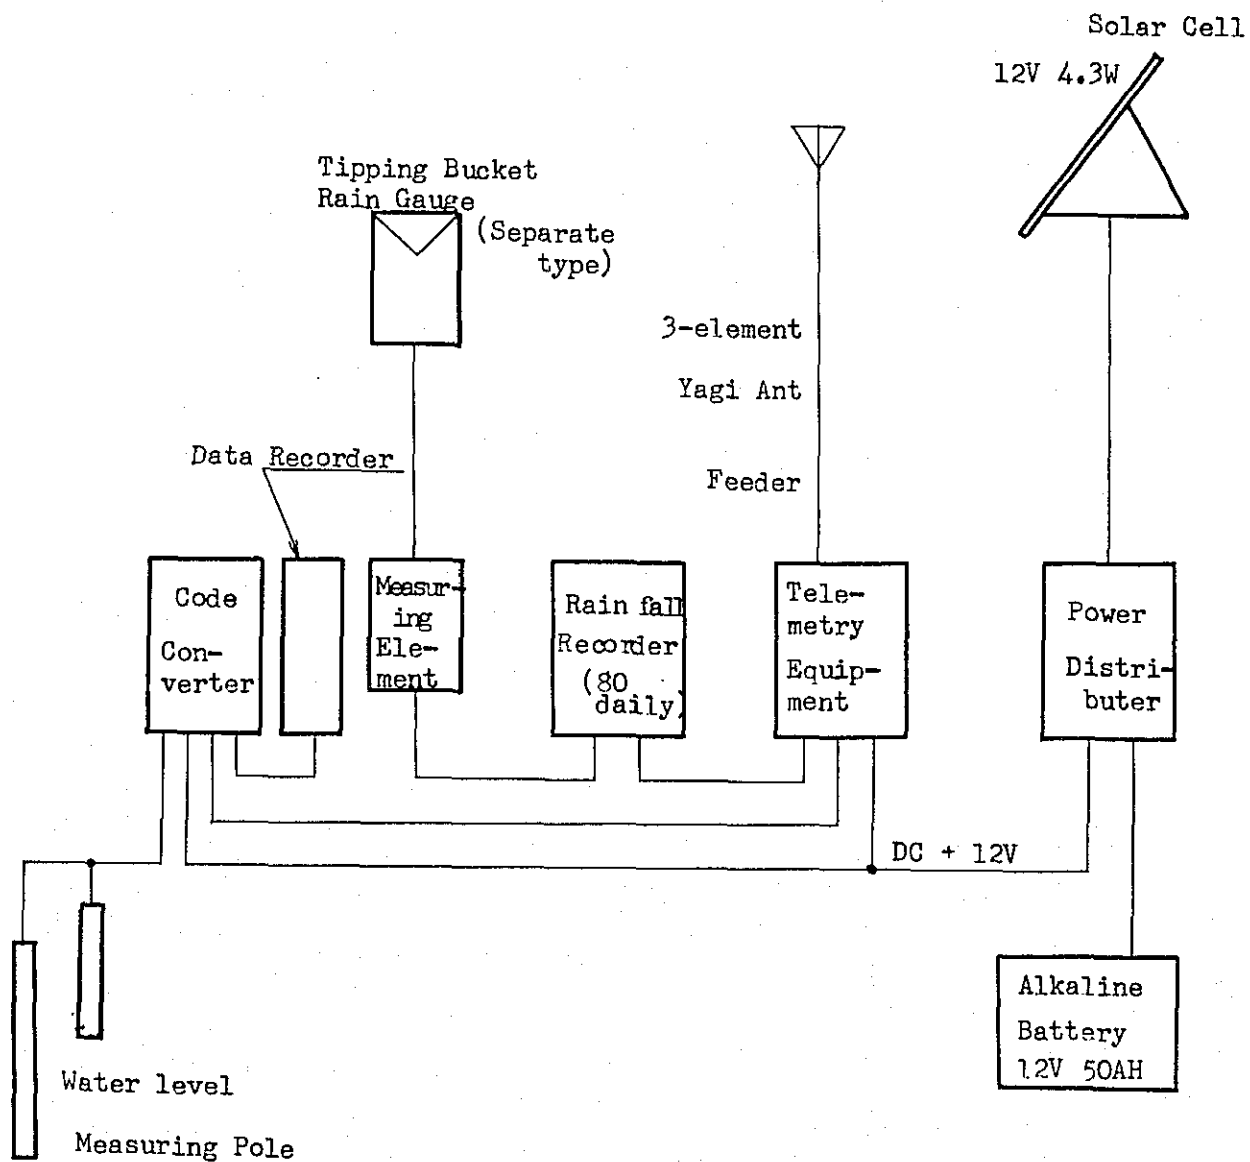 Solar Cell
12V 4.3W
Tipping Bucket
Rain Gauge
(Separate
type)
3-element
Yagi Ant
Feeder
Data Recorder
Code
Con-
verter
Measur-
ing
Ele-
ment
Rain fall
Recorder
(80
daily)
Tele-
metry
Equip-
ment
Power
Distri-
buter
DC + 12V
Alkaline
Battery
12V 50AH
Water level
Measuring Pole